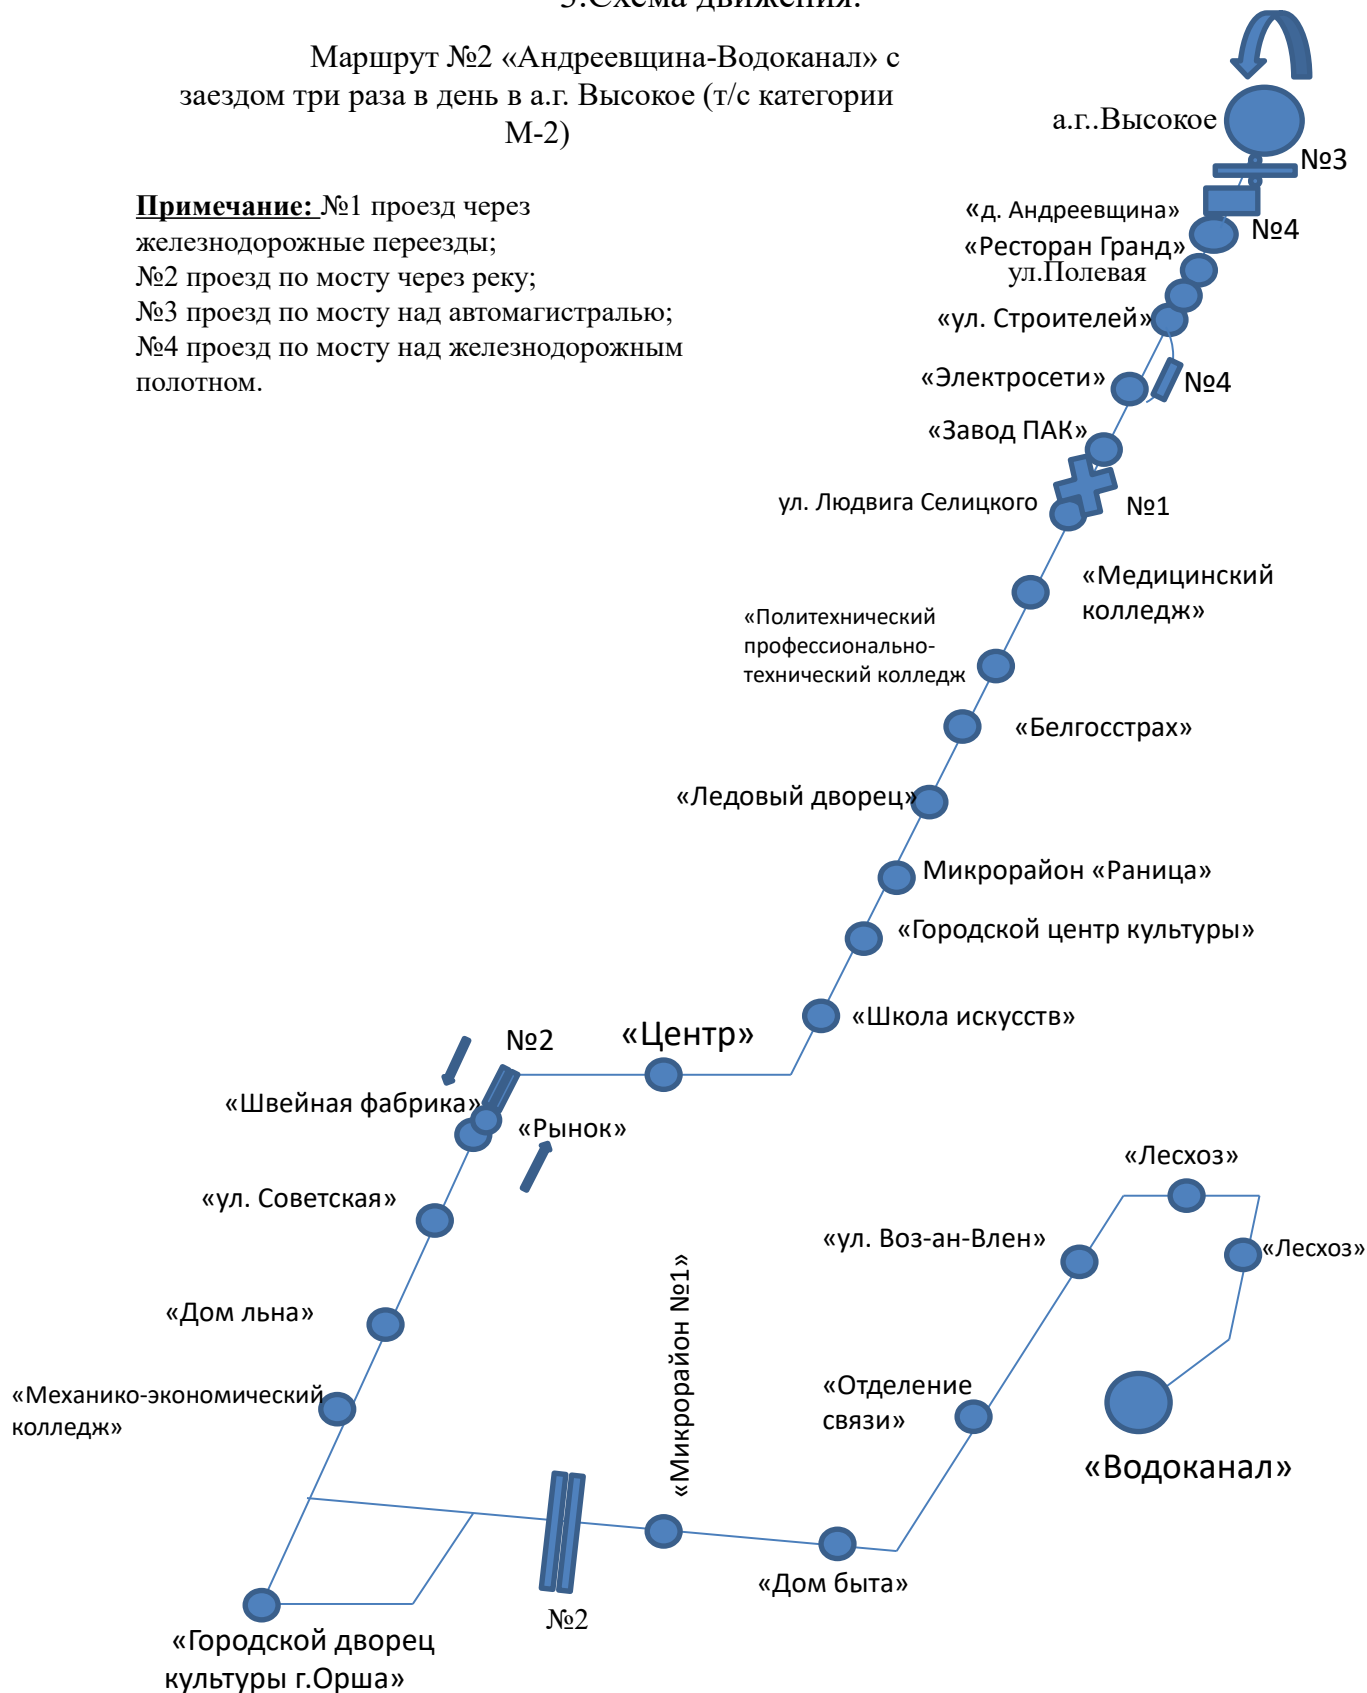 3.Схема движения.
Маршрут №2 «Андреевщина-Водоканал» с
заездом три раза в день в а.г. Высокое (т/с категории
М-2)
а.г..Высокое
№3
Примечание: №1 проезд через
железнодорожные переезды;
№2 проезд по мосту через реку;
№3 проезд по мосту над автомагистралью;
№4 проезд по мосту над железнодорожным
полотном.
«д. Андреевщина»
№4
«Ресторан Гранд»
ул.Полевая
«ул. Строителей»
«Электросети»
№4
«Завод ПАК»
ул. Людвига Селицкого
№1
«Медицинский
колледж»
«Политехнический
профессионально-
технический колледж
«Белгосстрах»
«Ледовый дворец»
Микрорайон «Раница»
«Городской центр культуры»
«Школа искусств»
«Центр»
№2
«Швейная фабрика»
«Рынок»
«ул. Советская»
«Лесхоз»
«ул. Воз-ан-Влен»
«Лесхоз»
«Микрорайон №1»
«Дом льна»
«Механико-экономический
колледж»
«Отделение
связи»
«Водоканал»
«Дом быта»
№2
«Городской дворец
культуры г.Орша»